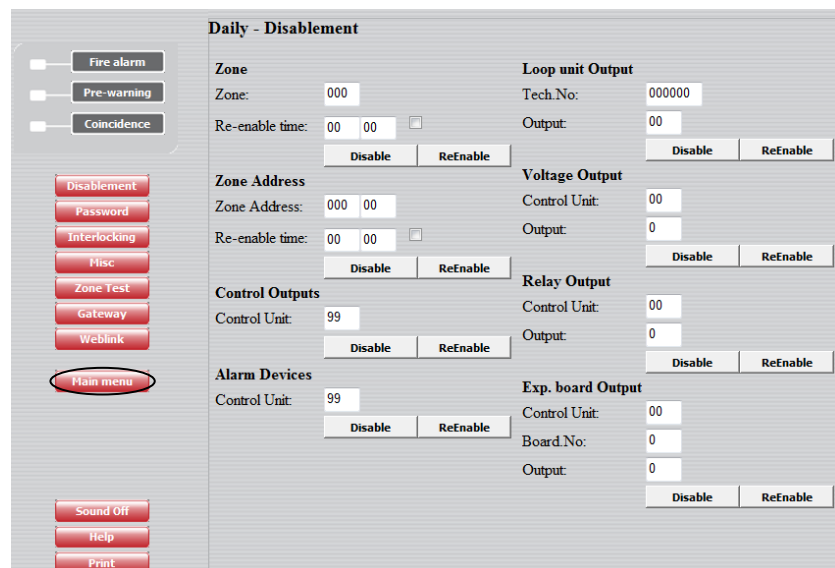 Daily - Disablement
Fire alarm
Pre-warning
Coincidence
Disablement
Password
Interlocking
Misc
Zone Test
Gateway
Weblink
Main menu
Sound Off
Help
Print
Zone
Zone: 000
Re-enable time: 00 00
Disable ReEnable
Zone Address
Zone Address: 000 00
Re-enable time: 00 00
Disable ReEnable
Control Outputs
Control Unit: 99
Disable ReEnable
Alarm Devices
Control Unit: 99
Disable ReEnable
Loop unit Output
Tech.No: 000000
Output: 00
Disable ReEnable
Voltage Output
Control Unit: 00
Output: 0
Disable ReEnable
Relay Output
Control Unit: 00
Output: 0
Disable ReEnable
Exp. board Output
Control Unit: 00
Board.No: 0
Output: 0
Disable ReEnable